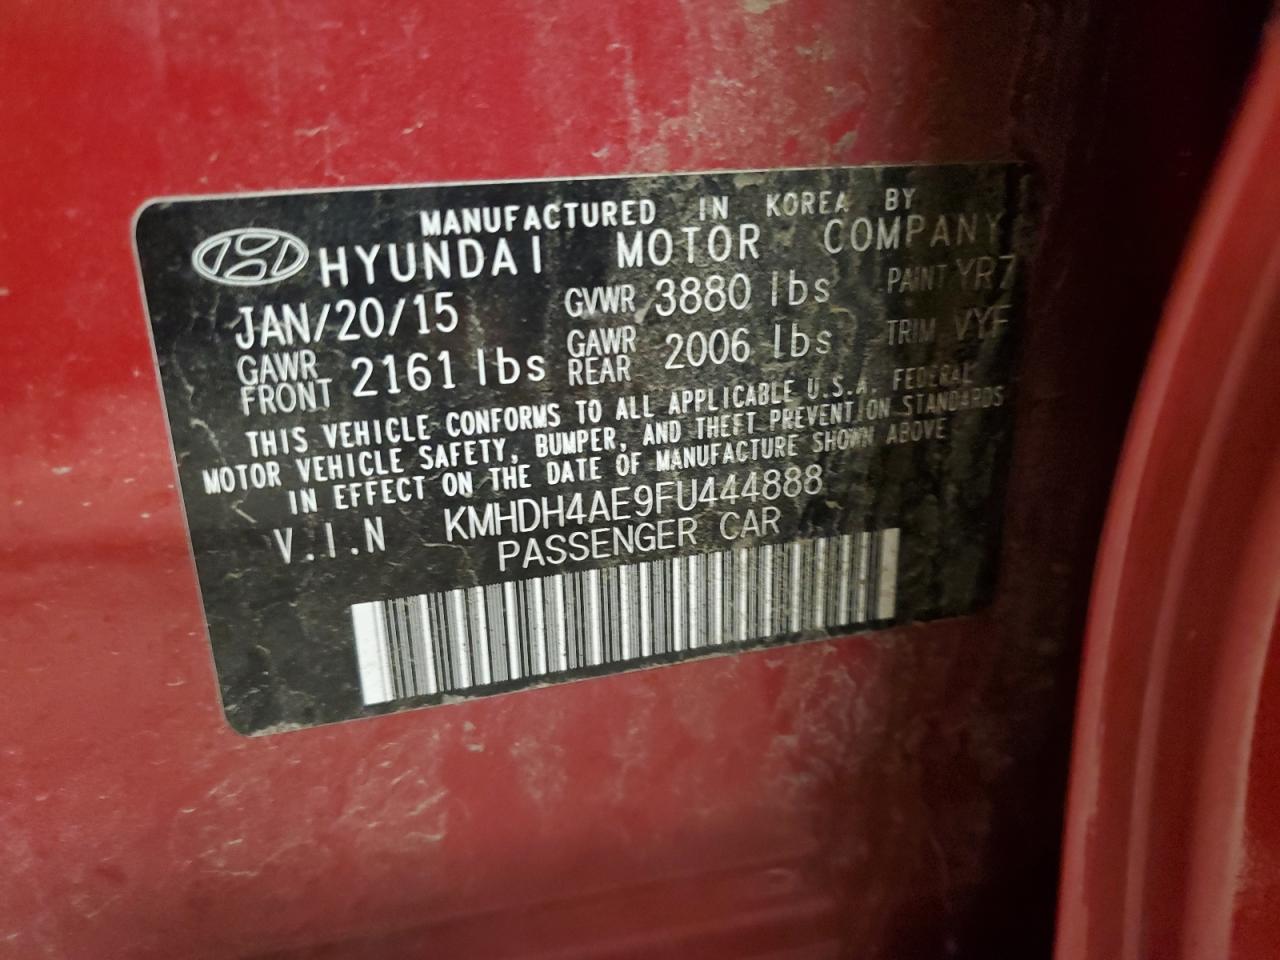 MANUFACTURED IN KOREA BY
HYUNDAI MOTOR COMPANY
JAN/20/15 GVWR 3880 lbs PAINT YR7
GAWR FRONT 2161 lbs GAWR REAR 2006 lbs TRIM VYF
THIS VEHICLE CONFORMS TO ALL APPLICABLE U.S.A. FEDERAL
MOTOR VEHICLE SAFETY, BUMPER, AND THEFT PREVENTION STANDARDS
IN EFFECT ON THE DATE OF MANUFACTURE SHOWN ABOVE
V.I.N KMHDH4AE9FU444888
PASSENGER CAR